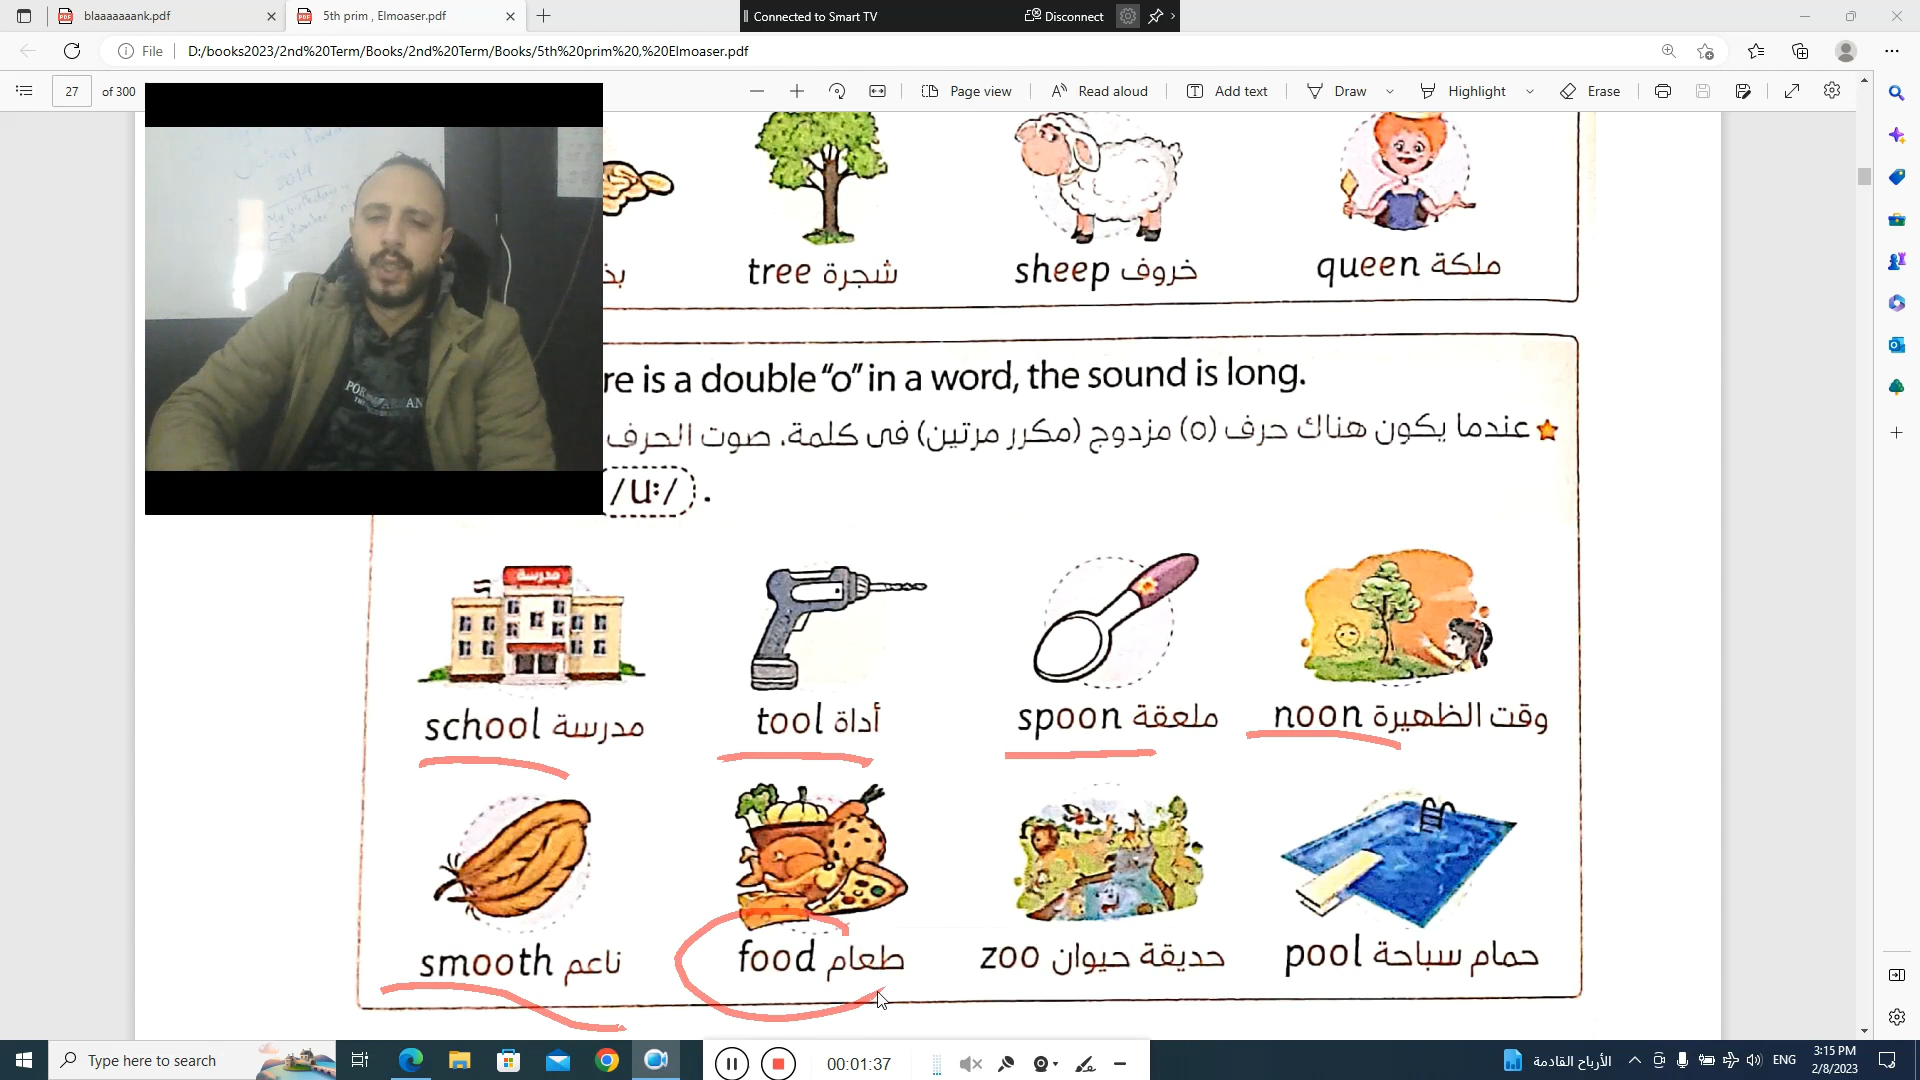 blaaaaaaank.pdf
5th prim , Elmoaser.pdf
Connected to Smart TV
Disconnect
File
D:/books2023/2nd%20Term/Books/2nd%20Term/Books/5th%20prim%20,%20Elmoaser.pdf
27 of 300
Page view
Read aloud
Add text
Draw
Highlight
Erase
2014
My birthday
September
tree شجرة
sheep خروف
queen ملكة
re is a double "o" in a word, the sound is long.
عندما يكون هناك حرف (o) مزدوج (مكرر مرتين) فى كلمة، صوت الحرف
/u:/ .
مدرسة
school مدرسة
tool أداة
spoon ملعقة
noon وقت الظهيرة
smooth ناعم
food طعام
zoo حديقة حيوان
pool حمام سباحة
Type here to search
00:01:37
الأرباح القادمة
ENG
3:15 PM
2/8/2023